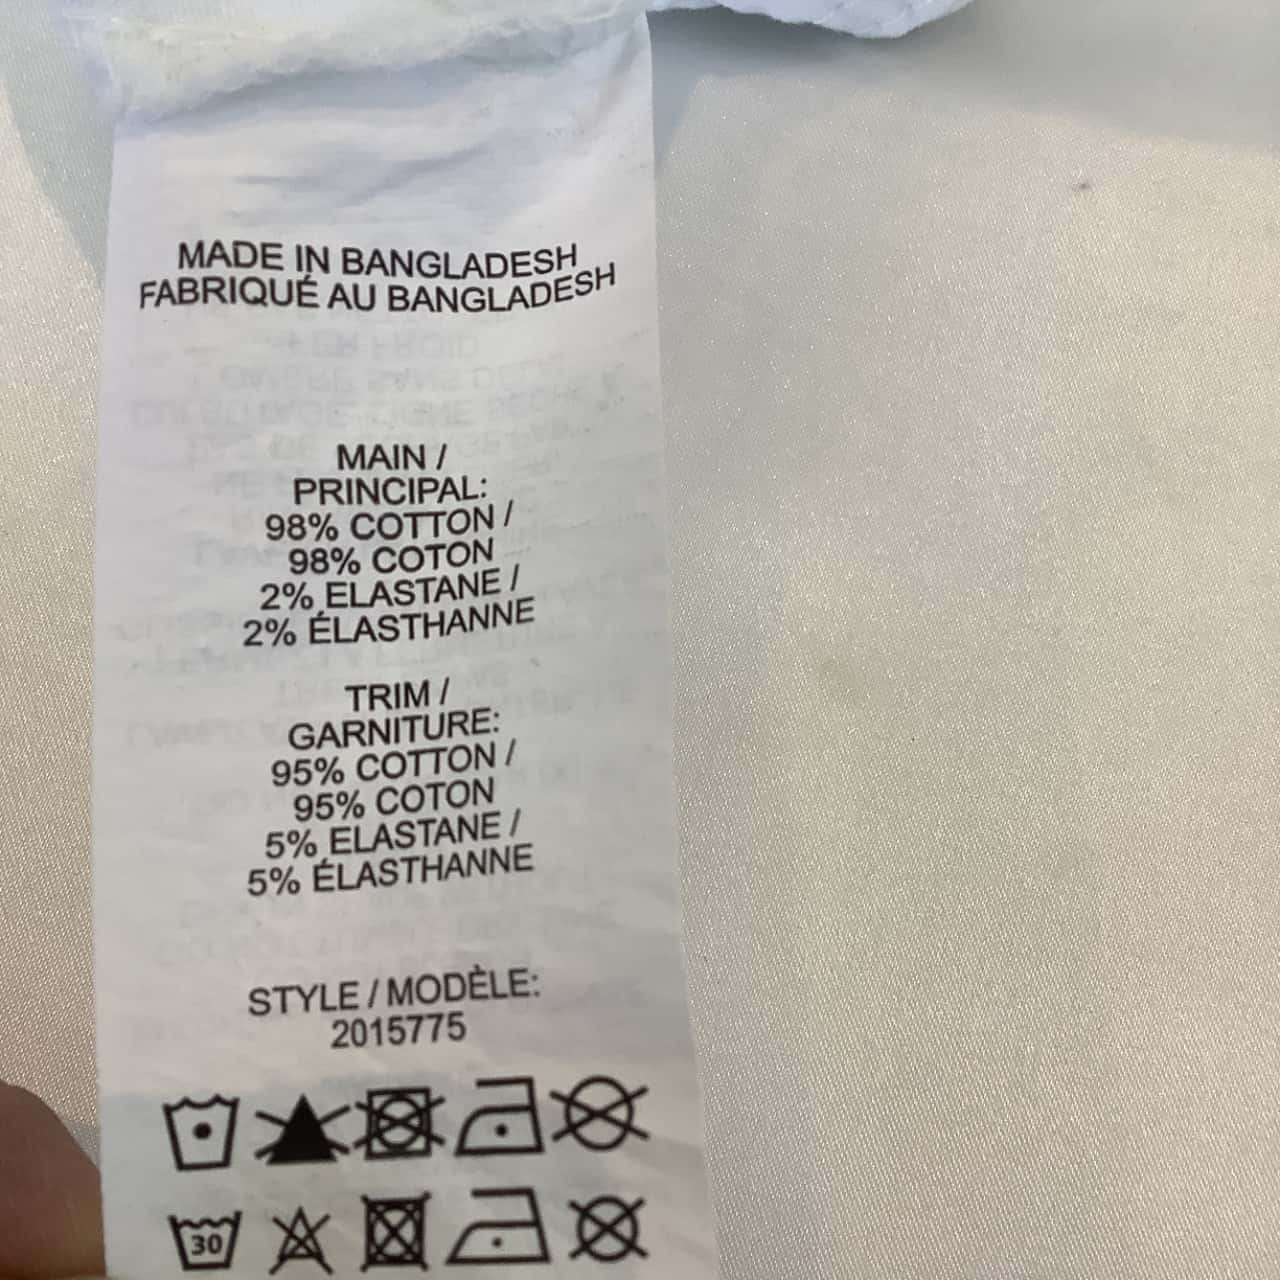 MADE IN BANGLADESH
FABRIQUÉ AU BANGLADESH
MAIN /
PRINCIPAL:
98% COTTON /
98% COTON
2% ELASTANE /
2% ÉLASTHANNE
TRIM /
GARNITURE:
95% COTTON /
95% COTON
5% ELASTANE /
5% ÉLASTHANNE
STYLE / MODÈLE:
2015775
30